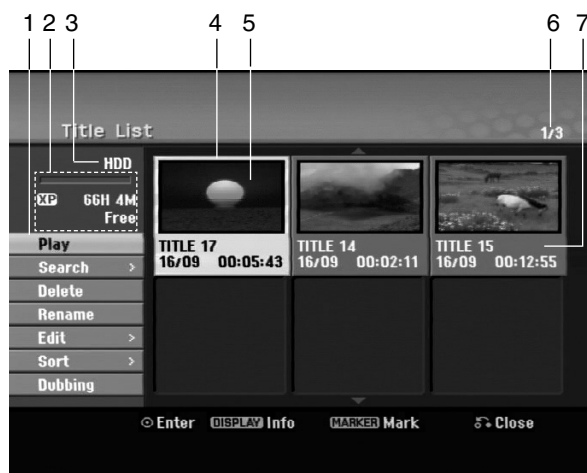 1 2 3 4 5 6 7
Title List
1/3
HDD
XP 66H 4M
Free
Play
Search >
Delete
Rename
Edit >
Sort >
Dubbing
TITLE 17
16/09 00:05:43
TITLE 14
16/09 00:02:11
TITLE 15
16/09 00:12:55
Enter DISPLAY Info MARKER Mark Close